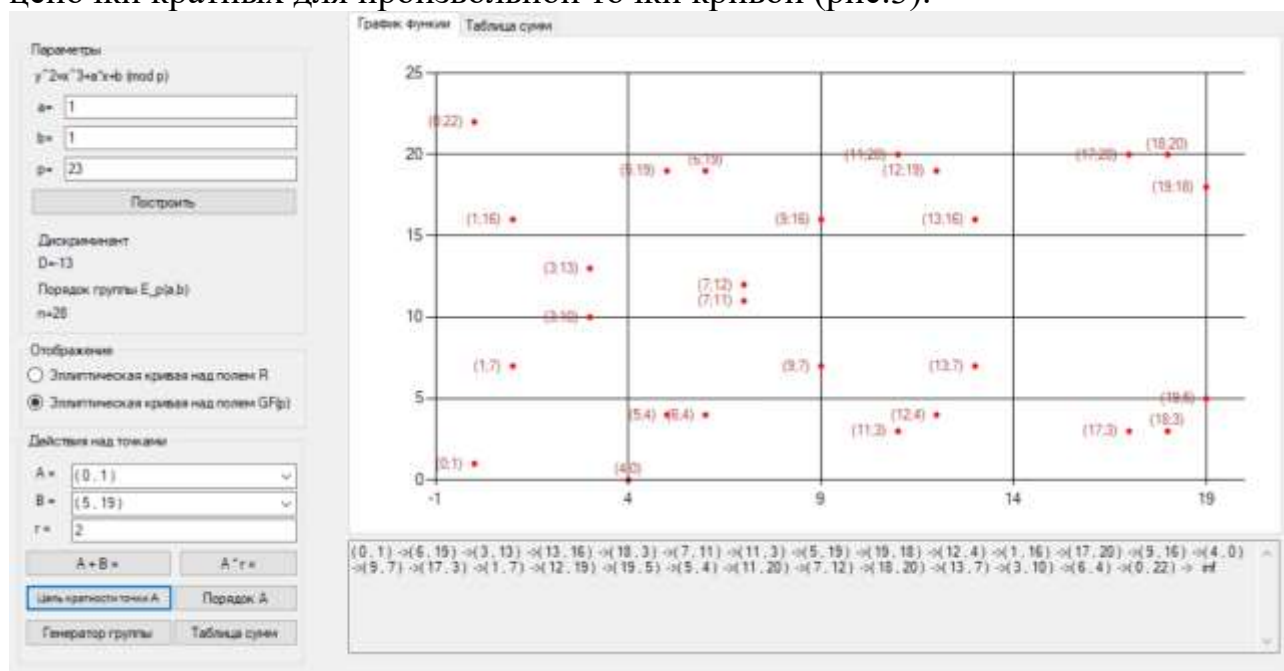 цепочки кратных для произвольной точки кривой (рис.3).
График функции Таблица сумм
Параметры
y^2=x^3+a*x+b (mod p)
a= 1
b= 1
p= 23
Построить
Дискриминант
D=-13
Порядок группы E_p(a,b)
n=28
Отображение
Эллиптическая кривая над полем R
Эллиптическая кривая над полем GF(p)
Действия над точками
A = (0 , 1)
B = (5 , 19)
r = 2
A + B =
A * r =
Цепь кратности точки A
Порядок A
Генератор группы
Таблица сумм
25
20
15
10
5
0
-1
4
9
14
19
(0;22)
(5;19)
(6;19)
(11;20)
(12;19)
(17;20)
(18;20)
(19;18)
(1;16)
(9;16)
(13;16)
(3;13)
(7;12)
(7;11)
(3;10)
(1;7)
(9;7)
(13;7)
(5;4)
(6;4)
(11;3)
(12;4)
(17;3)
(18;3)
(19;5)
(0;1)
(4;0)
(0 , 1) ->(6 , 19) ->(3 , 13) ->(13 , 16) ->(18 , 3) ->(7 , 11) ->(11 , 3) ->(5 , 19) ->(19 , 18) ->(12 , 4) ->(1 , 16) ->(17 , 20) ->(9 , 16) ->(4 , 0)
->(9 , 7) ->(17 , 3) ->(1 , 7) ->(12 , 19) ->(19 , 5) ->(5 , 4) ->(11 , 20) ->(7 , 12) ->(18 , 20) ->(13 , 7) ->(3 , 10) ->(6 , 4) ->(0 , 22) -> inf